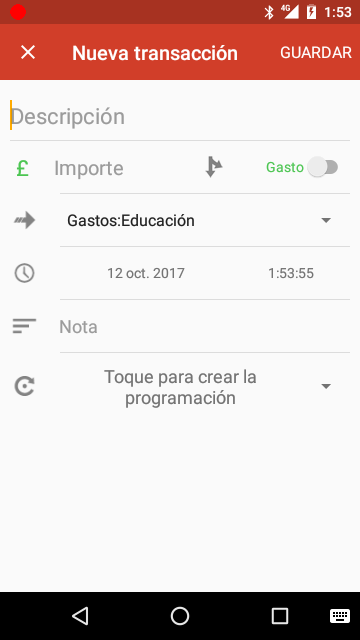 4G 1:53
Nueva transacción GUARDAR
Descripción
£ Importe Gasto
Gastos:Educación
12 oct. 2017 1:53:55
Nota
Toque para crear la
programación